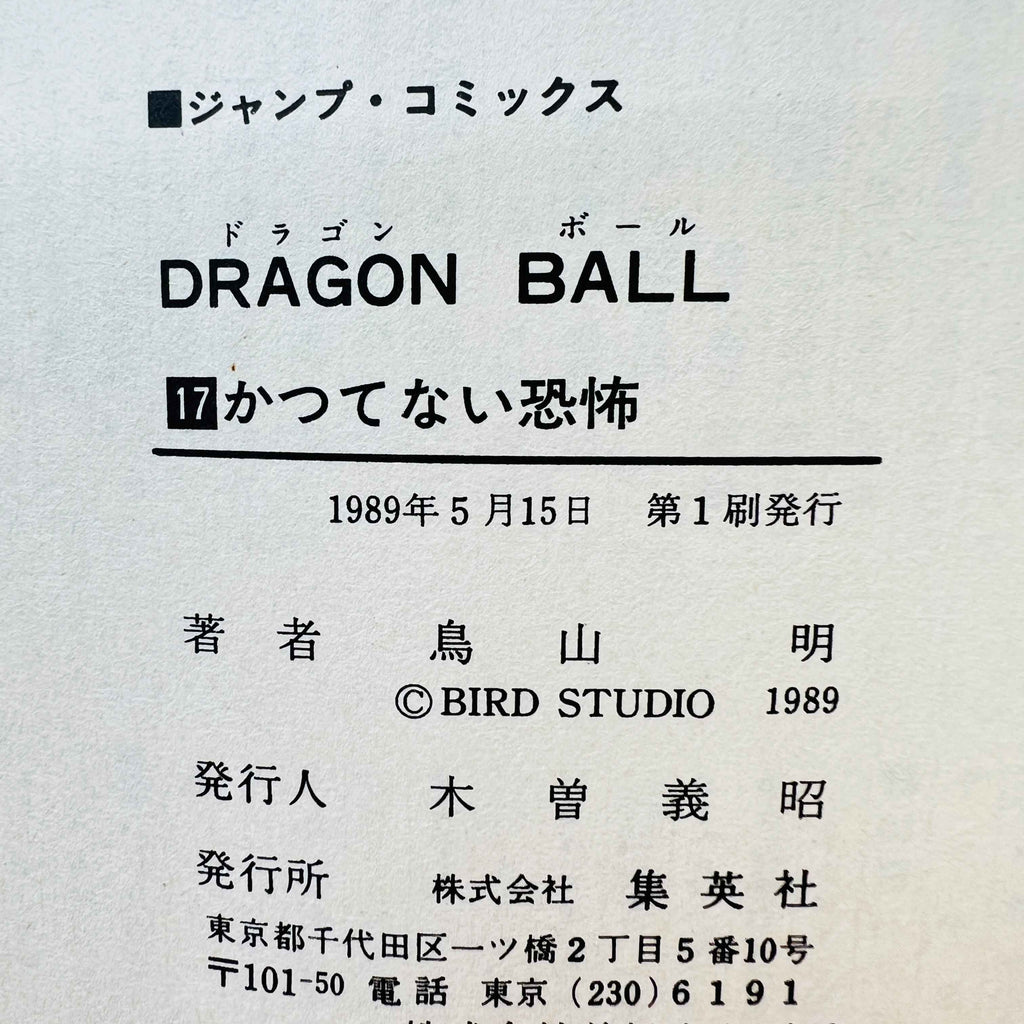 ■ジャンプ・コミックス
ドラゴン ボール
DRAGON BALL
17かつてない恐怖
1989年5月15日 第1刷発行
著者 鳥山 明
©BIRD STUDIO 1989
発行人 木曽義昭
発行所 株式会社 集英社
東京都千代田区一ツ橋2丁目5番10号
〒101-50 電話 東京(230)6191